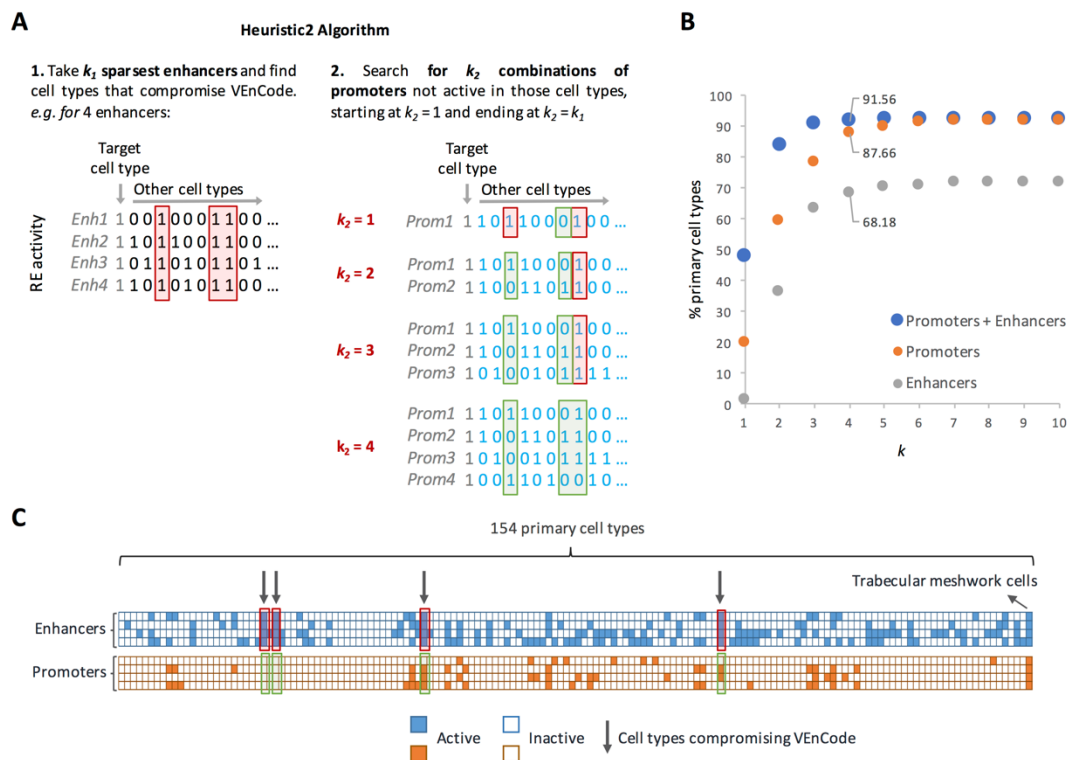 A
Heuristic2 Algorithm
1. Take k1 sparsest enhancers and find
cell types that compromise VEnCode.
e.g. for 4 enhancers:
Target
cell type
Other cell types
RE activity
Enh1 1 0 0 1 0 0 0 1 1 0 0 ...
Enh2 1 1 0 1 1 0 0 1 1 0 0 ...
Enh3 1 0 1 1 0 1 0 1 1 0 1 ...
Enh4 1 1 0 1 0 1 0 1 1 0 0 ...
2. Search for k2 combinations of
promoters not active in those cell types,
starting at k2 = 1 and ending at k2 = k1
Target
cell type
Other cell types
k2 = 1
Prom1 1 1 0 1 1 0 0 0 1 0 0 ...
k2 = 2
Prom1 1 1 0 1 1 0 0 0 1 0 0 ...
Prom2 1 1 0 0 1 1 0 1 1 0 0 ...
k2 = 3
Prom1 1 1 0 1 1 0 0 0 1 0 0 ...
Prom2 1 1 0 0 1 1 0 1 1 0 0 ...
Prom3 1 0 1 0 0 1 0 1 1 1 1 ...
k2 = 4
Prom1 1 1 0 1 1 0 0 0 1 0 0 ...
Prom2 1 1 0 0 1 1 0 1 1 0 0 ...
Prom3 1 0 1 0 0 1 0 1 1 1 1 ...
Prom4 1 0 0 1 1 0 1 0 0 1 0 ...
B
% primary cell types
100
90
80
70
60
50
40
30
20
10
0
91.56
87.66
68.18
Promoters + Enhancers
Promoters
Enhancers
1 2 3 4 5 6 7 8 9 10
k
C
154 primary cell types
Trabecular meshwork cells
Enhancers
Promoters
Active
Inactive
Cell types compromising VEnCode